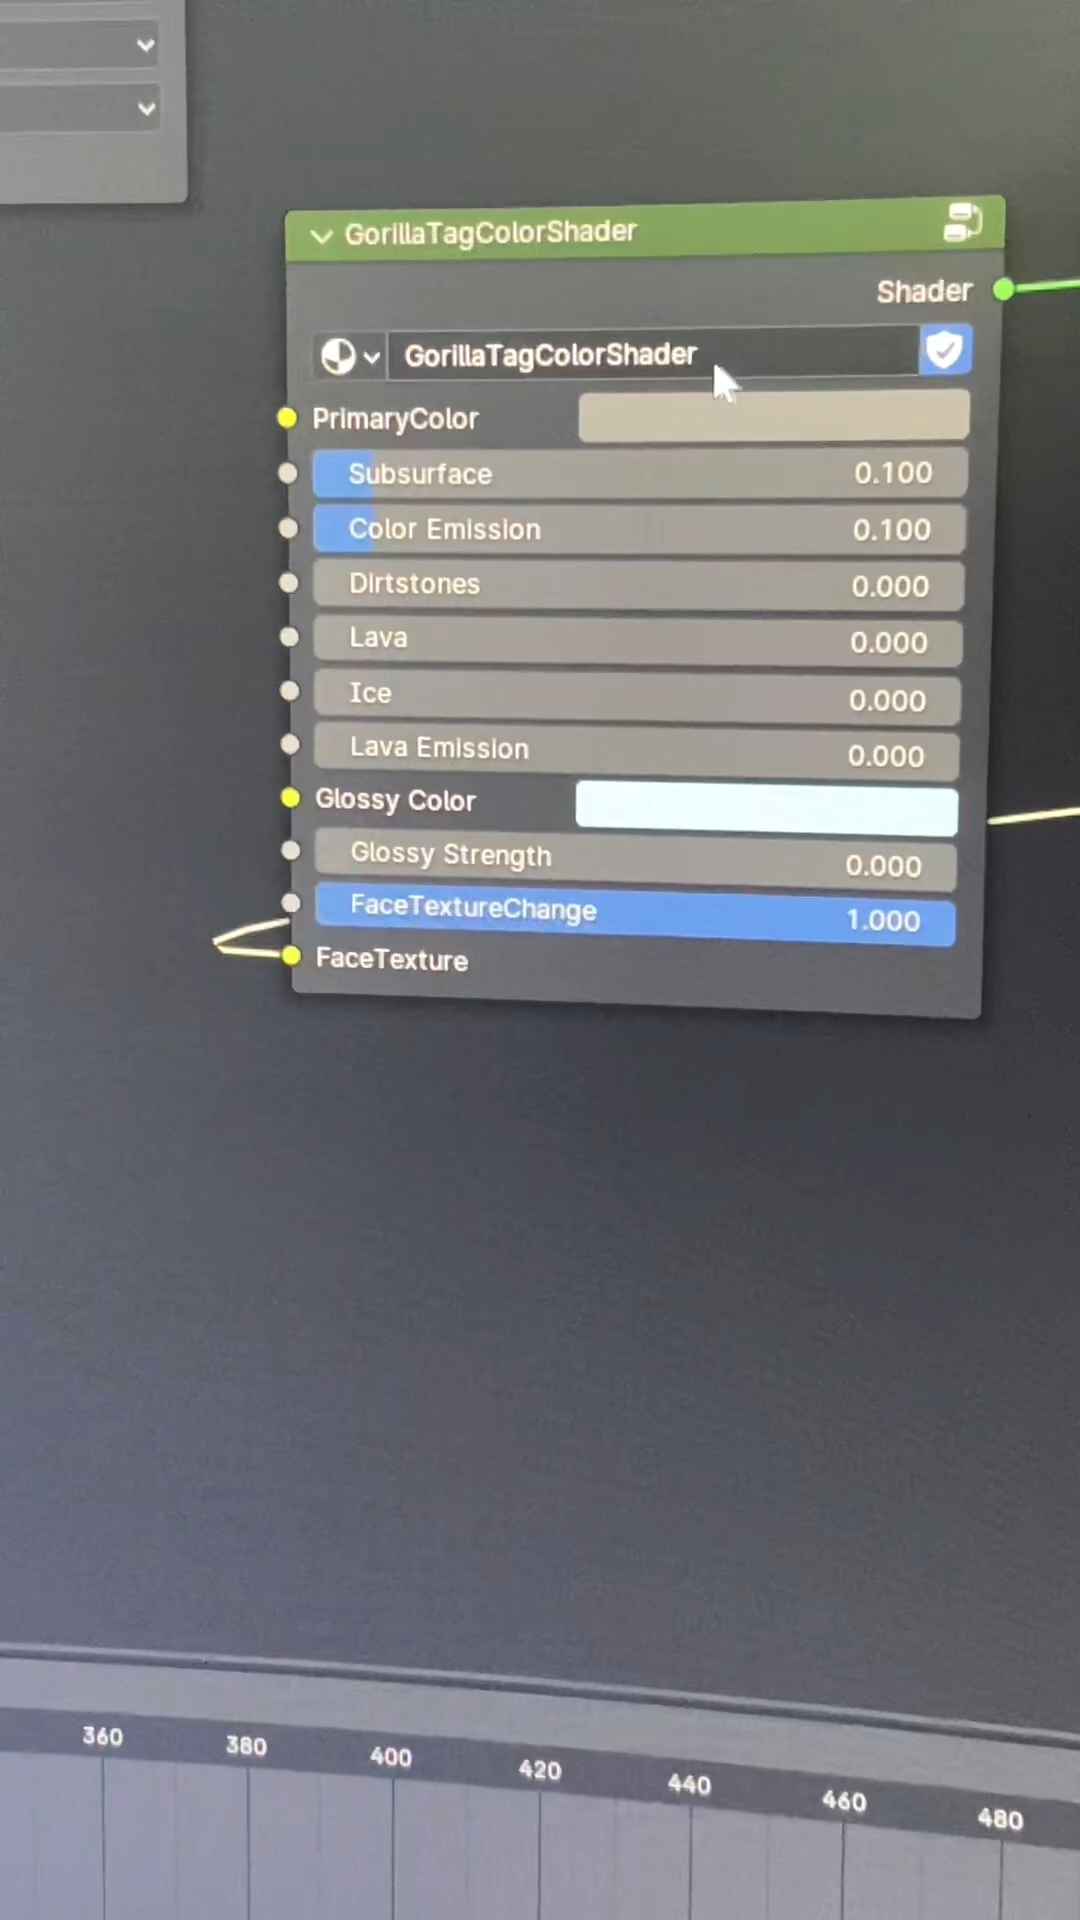 GorillaTagColorShader
Shader
GorillaTagColorShader
PrimaryColor
Subsurface 0.100
Color Emission 0.100
Dirtstones 0.000
Lava 0.000
Ice 0.000
Lava Emission 0.000
Glossy Color
Glossy Strength 0.000
FaceTextureChange 1.000
FaceTexture
360 380 400 420 440 460 480